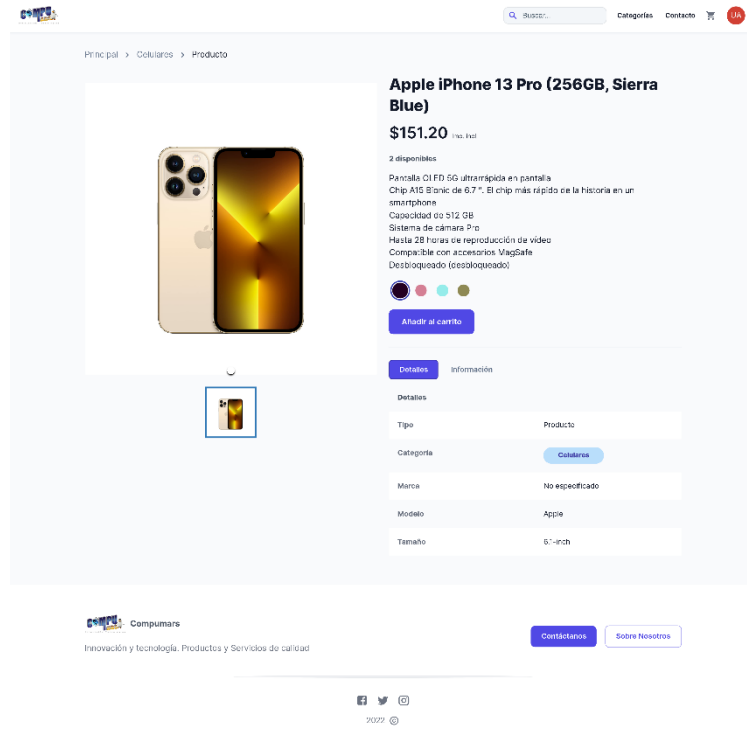 COMPU
Buscar..
Categorías
Contacto
UA
Principal > Celulares > Producto
Apple iPhone 13 Pro (256GB, Sierra
Blue)
$151.20
2 disponibles
Pantalla OLED 5G ultrarrápida en pantalla
Chip A15 Bionic de 6.7 ". El chip más rápido de la historia en un
smartphone
Capacidad de 512 GB
Sistema de cámara Pro
Hasta 28 horas de reproducción de vídeo
Compatible con accesorios MagSafe
Desbloqueado (desbloqueado)
Añadir al carrito
Detalles
Información
Detalles
Tipo Producto
Categoría Celulares
Marca No especificado
Modelo Apple
Tamaño 6.1-inch
COMPU
Compumars
Innovación y tecnología. Productos y Servicios de calidad
Contáctanos
Sobre Nosotros
2022 ©